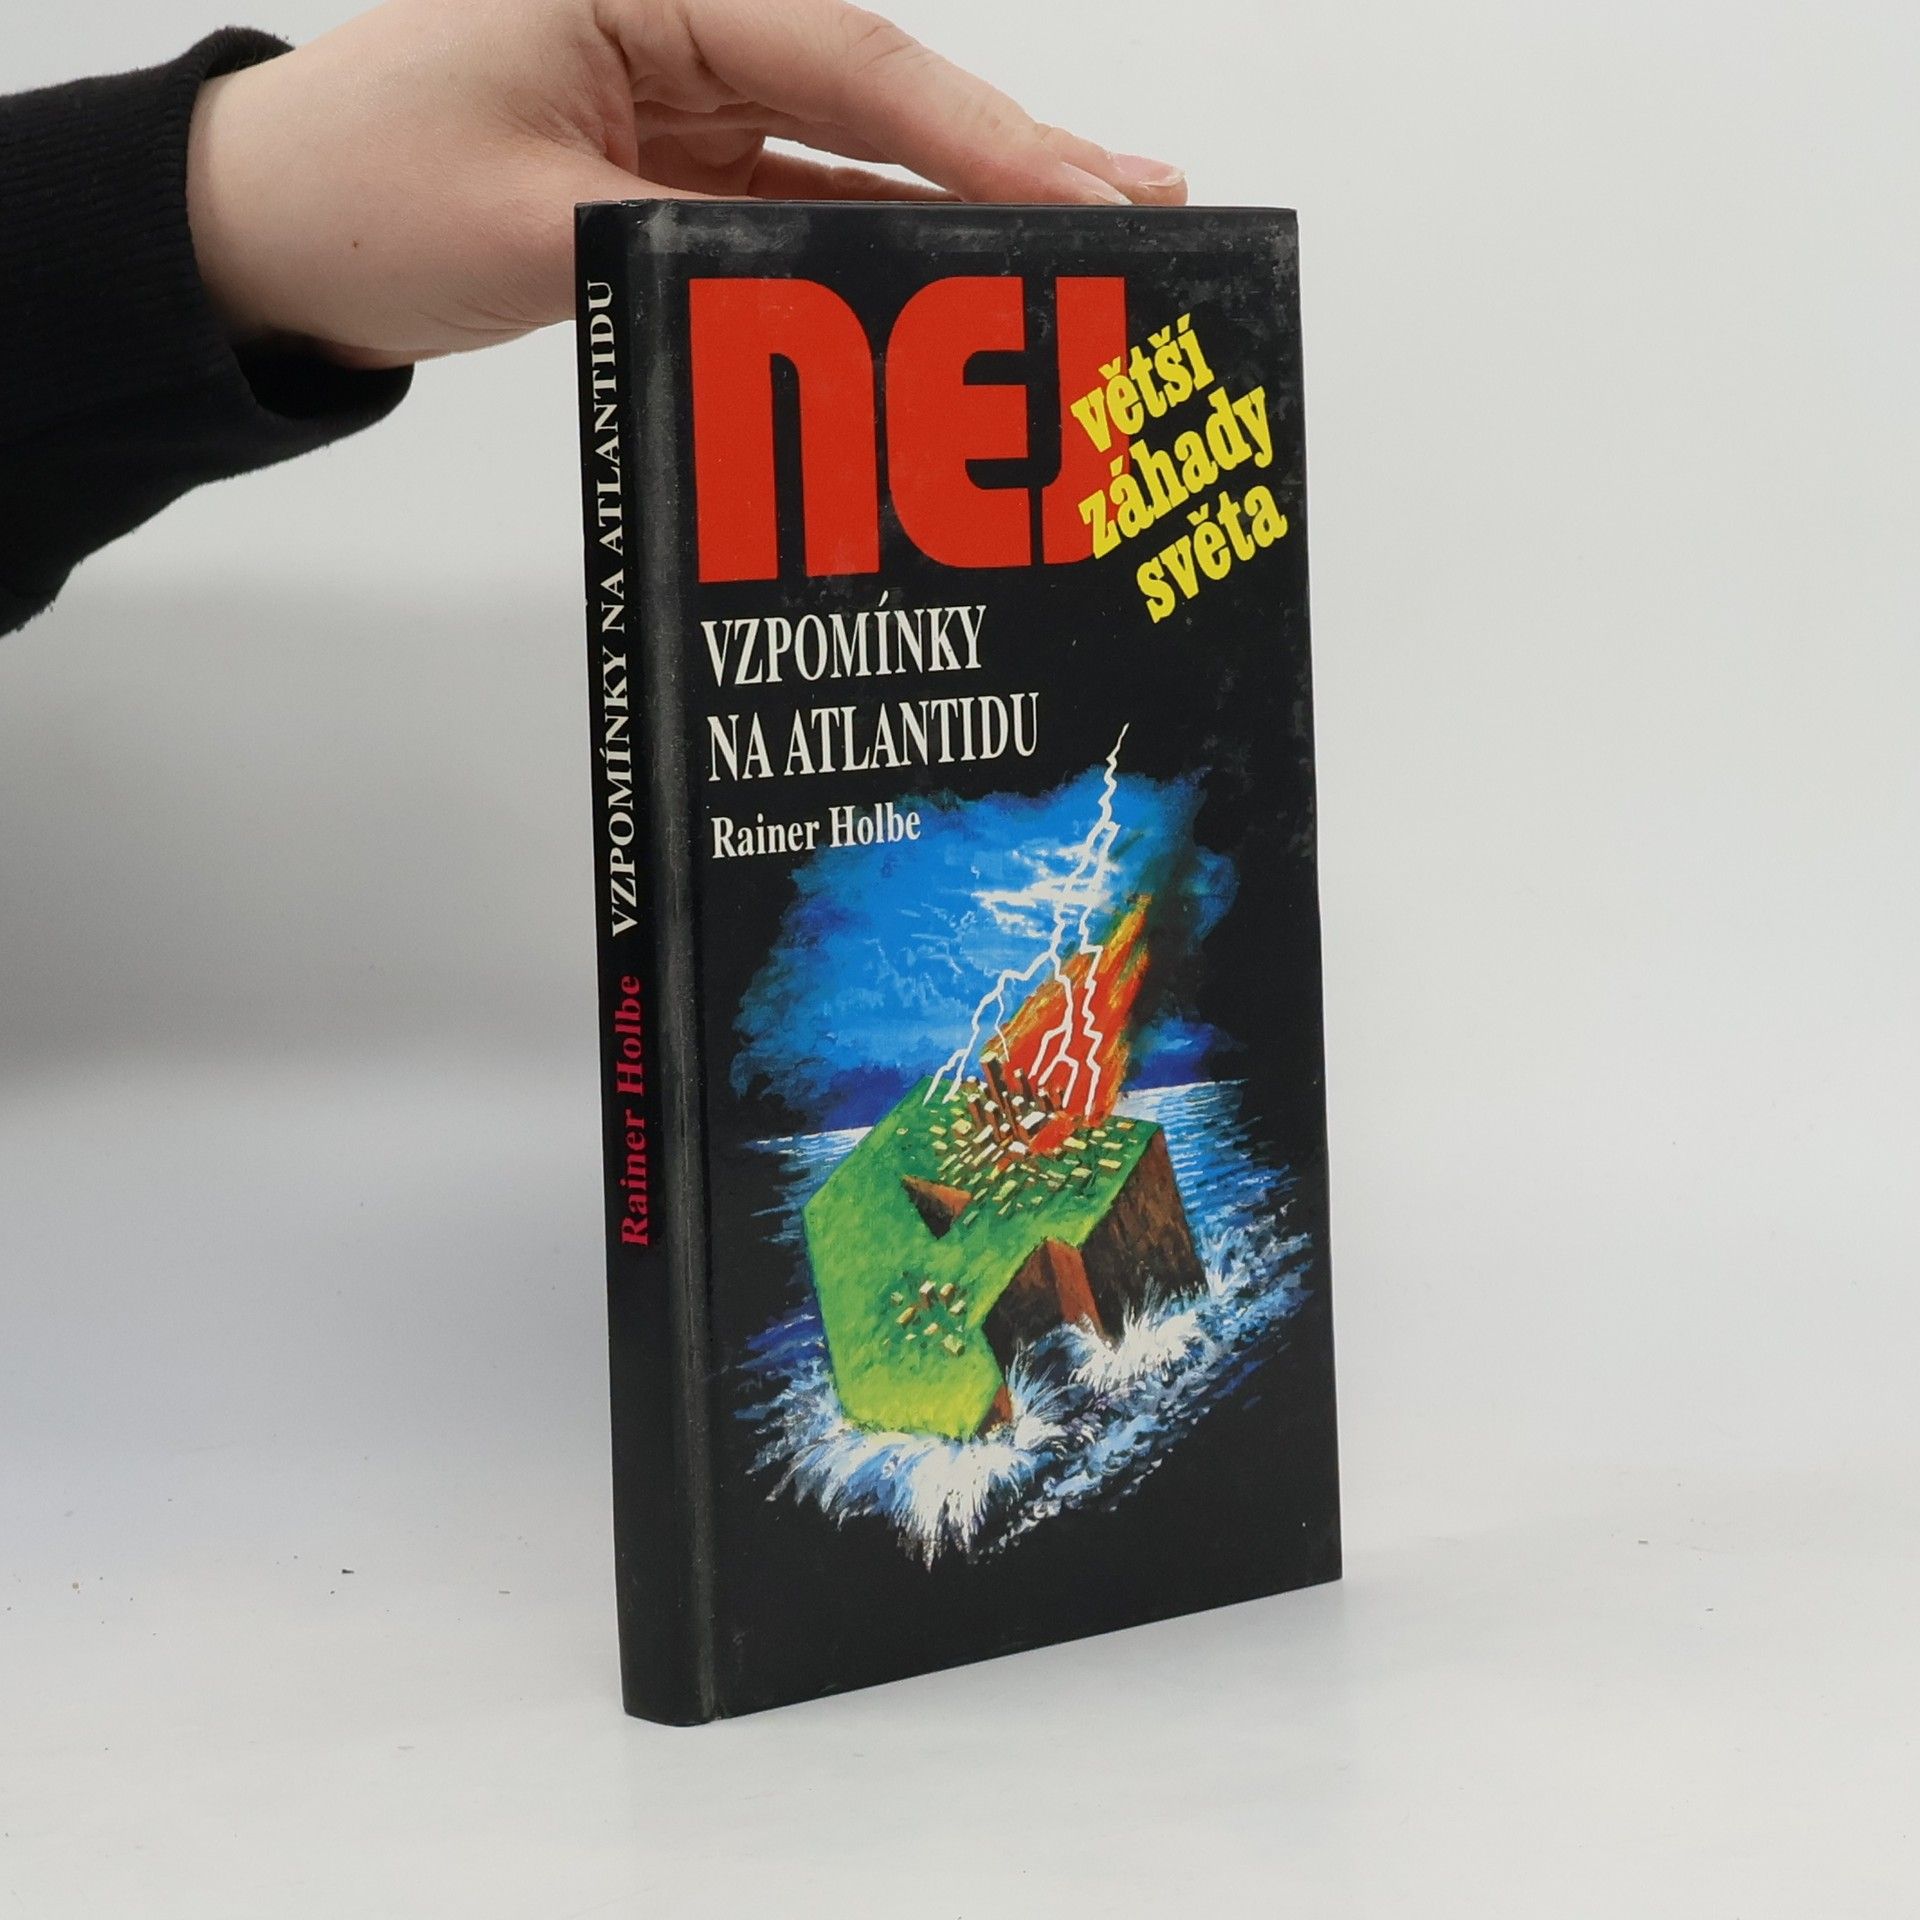 NEJ
větší
záhady
světa
VZPOMÍNKY
NA ATLANTIDU
Rainer Holbe
Rainer Holbe VZPOMÍNKY NA ATLANTIDU